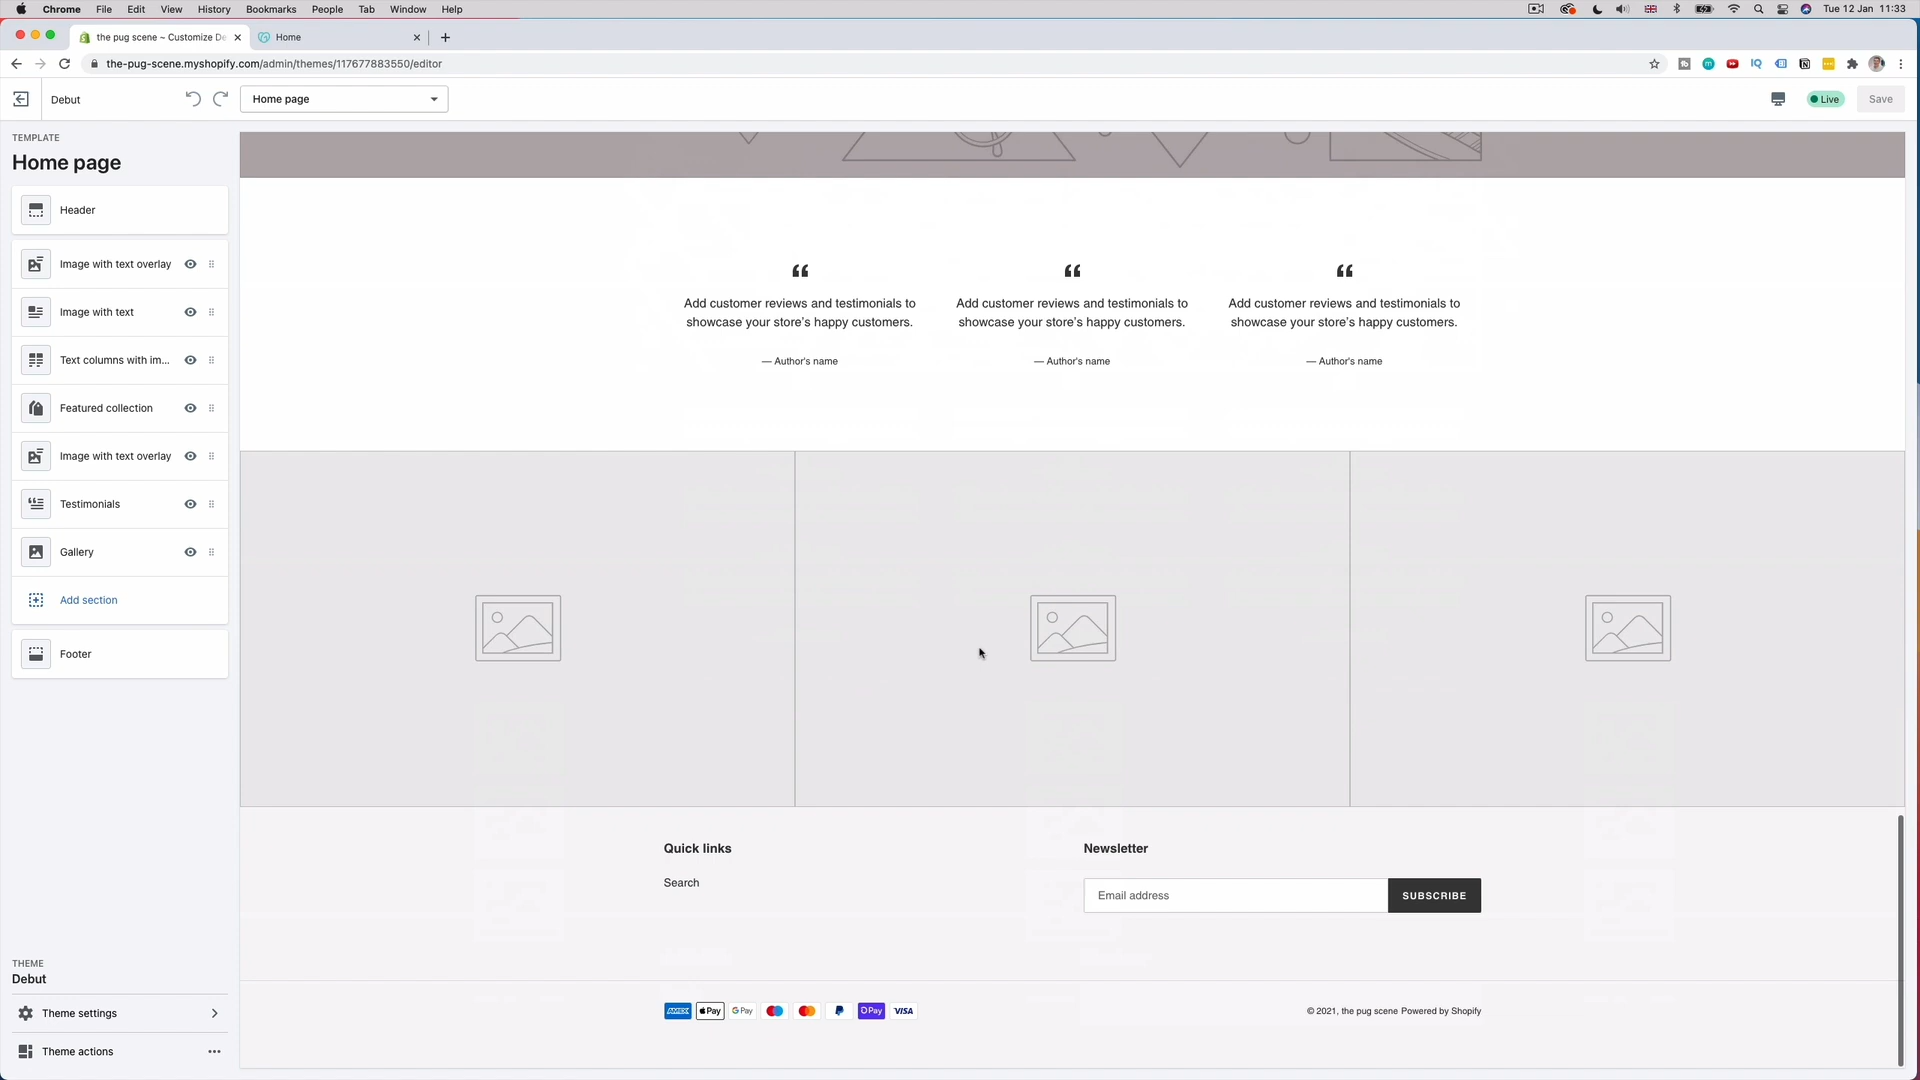 Chrome File Edit View History Bookmarks People Tab Window Help Tue 12 Jan 11:33
the pug scene ~ Customize De
Home
the-pug-scene.myshopify.com/admin/themes/117677883550/editor
Debut
Home page
Live
Save
TEMPLATE
Home page
Header
Image with text overlay
Image with text
Text columns with im...
Featured collection
Image with text overlay
Testimonials
Gallery
Add section
Footer
THEME
Debut
Theme settings
Theme actions
“ “ “
Add customer reviews and testimonials to
showcase your store’s happy customers.
— Author's name
Add customer reviews and testimonials to
showcase your store’s happy customers.
— Author's name
Add customer reviews and testimonials to
showcase your store’s happy customers.
— Author's name
Quick links
Search
Newsletter
Email address
SUBSCRIBE
AMEX Pay G Pay Pay VISA
© 2021, the pug scene Powered by Shopify